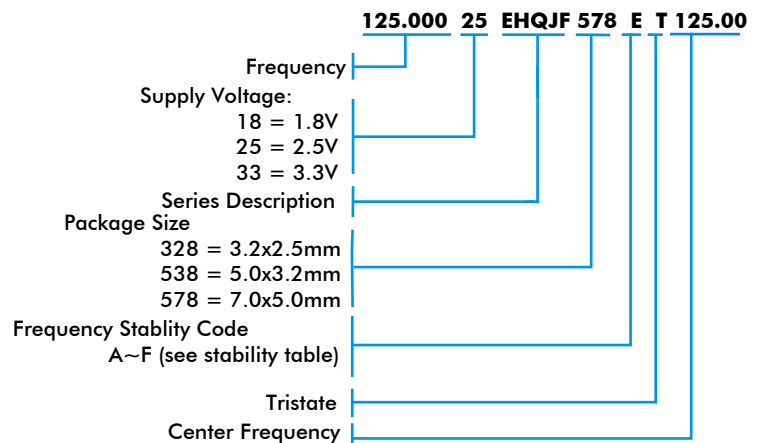 125.000 25 EHQJF 578 E T 125.00
Frequency
Supply Voltage:
18 = 1.8V
25 = 2.5V
33 = 3.3V
Series Description
Package Size
328 = 3.2x2.5mm
538 = 5.0x3.2mm
578 = 7.0x5.0mm
Frequency Stablity Code
A~F (see stability table)
Tristate
Center Frequency